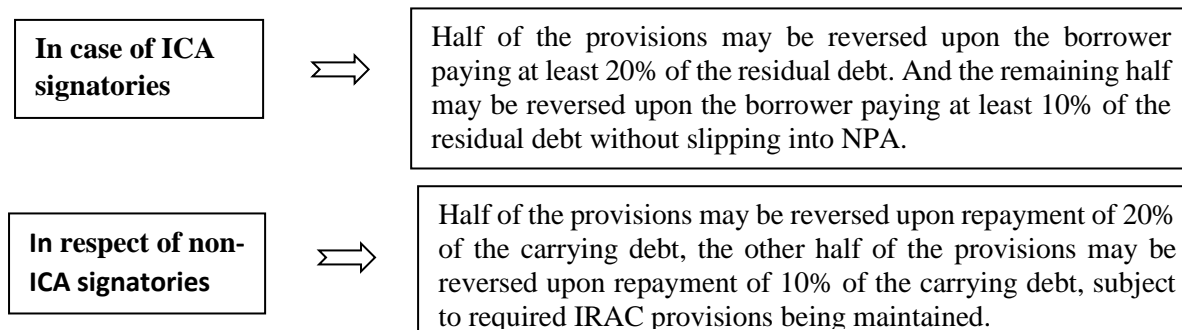 In case of ICA
signatories
Half of the provisions may be reversed upon the borrower
paying at least 20% of the residual debt. And the remaining half
may be reversed upon the borrower paying at least 10% of the
residual debt without slipping into NPA.
In respect of non-
ICA signatories
Half of the provisions may be reversed upon repayment of 20%
of the carrying debt, the other half of the provisions may be
reversed upon repayment of 10% of the carrying debt, subject
to required IRAC provisions being maintained.